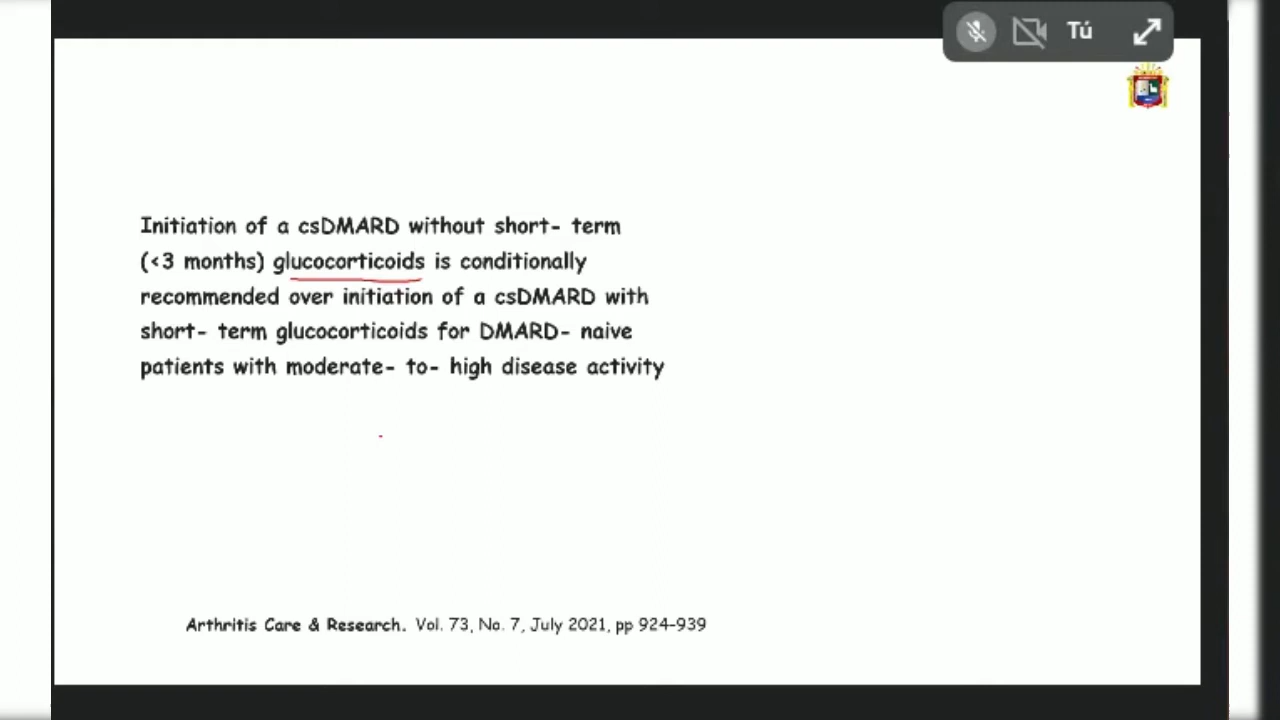 Tú
Initiation of a csDMARD without short- term
(<3 months) glucocorticoids is conditionally
recommended over initiation of a csDMARD with
short- term glucocorticoids for DMARD- naive
patients with moderate- to- high disease activity
Arthritis Care & Research. Vol. 73, No. 7, July 2021, pp 924–939